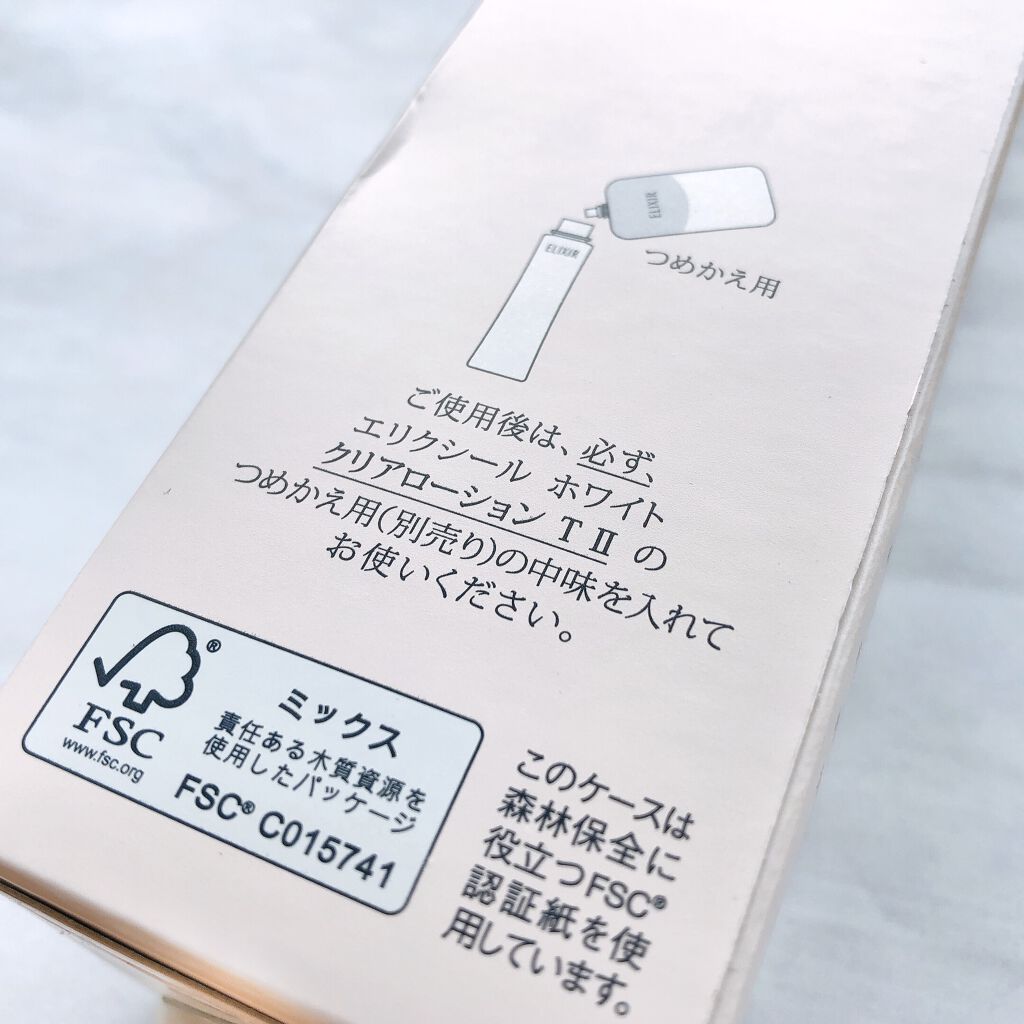 ELIXIR
ELIXIR
つめかえ用
ご使用後は、必ず、
エリクシール ホワイト
クリアローション T II の
つめかえ用(別売り)の中味を入れて
お使いください。
®
FSC
www.fsc.org
ミックス
責任ある木質資源を
使用したパッケージ
FSC® C015741
このケースは
森林保全に
役立つFSC®
認証紙を使
用しています。